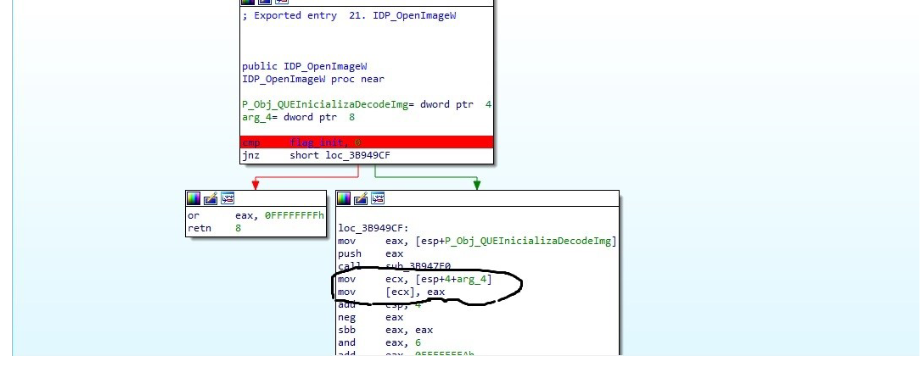 ; Exported entry  21. IDP_OpenImageW
public IDP_OpenImageW
IDP_OpenImageW proc near
P_Obj_QUEInicializaDecodeImg= dword ptr  4
arg_4= dword ptr  8
cmp     flag_init, 0
jnz     short loc_3B949CF
or      eax, 0FFFFFFFFh
retn    8
loc_3B949CF:
mov     eax, [esp+P_Obj_QUEInicializaDecodeImg]
push    eax
call    sub_3B947E0
mov     ecx, [esp+4+arg_4]
mov     [ecx], eax
add     esp, 4
neg     eax
sbb     eax, eax
and     eax, 6
add     eax, 0FFFFFFFAh